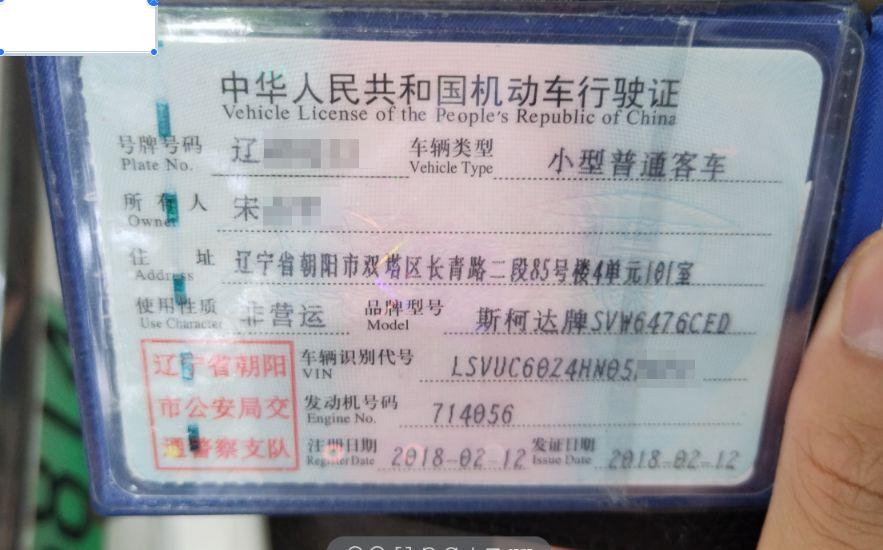 中华人民共和国机动车行驶证
Vehicle License of the People's Republic of China
号牌号码 辽 车辆类型 小型普通客车
Plate No. Vehicle Type
所有人 宋
Owner
住址 辽宁省朝阳市双塔区长青路二段85号楼4单元101室
Address
使用性质 非营运 品牌型号 斯柯达牌SVW6476CED
Use Character Model
车辆识别代号 LSVUC60Z4HN05
VIN
发动机号码 714056
Engine No.
注册日期 2018-02-12 发证日期 2018-02-12
Register Date Issue Date
辽宁省朝阳
市公安局交
通警察支队